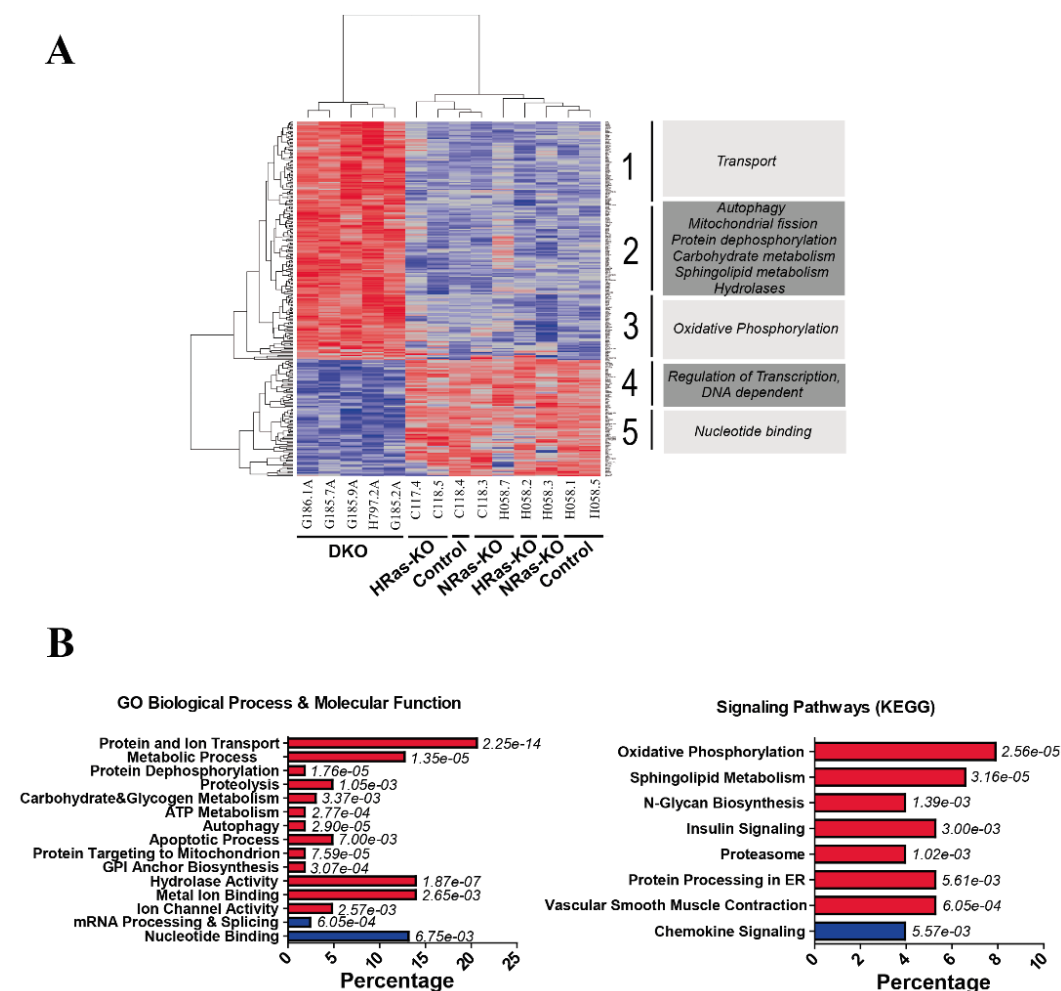 A
1
Transport
2
Autophagy
Mitochondrial fission
Protein dephosphorylation
Carbohydrate metabolism
Sphingolipid metabolism
Hydrolases
3
Oxidative Phosphorylation
4
Regulation of Transcription,
DNA dependent
5
Nucleotide binding
G186.1A
G185.7A
G185.9A
H797.2A
G185.2A
C117.4
C118.5
C118.4
C118.3
H058.7
H058.2
H058.3
H058.1
H058.5
DKO
HRas-KO
Control
NRas-KO
HRas-KO
NRas-KO
Control
B
GO Biological Process & Molecular Function
Protein and Ion Transport 2.25e-14
Metabolic Process 1.35e-05
Protein Dephosphorylation 1.76e-05
Proteolysis 1.05e-03
Carbohydrate&Glycogen Metabolism 3.37e-03
ATP Metabolism 2.77e-04
Autophagy 2.90e-05
Apoptotic Process 7.00e-03
Protein Targeting to Mitochondrion 7.59e-05
GPI Anchor Biosynthesis 3.07e-04
Hydrolase Activity 1.87e-07
Metal Ion Binding 2.65e-03
Ion Channel Activity 2.57e-03
mRNA Processing & Splicing 6.05e-04
Nucleotide Binding 6.75e-03
0 5 10 15 20 25
Percentage
Signaling Pathways (KEGG)
Oxidative Phosphorylation 2.56e-05
Sphingolipid Metabolism 3.16e-05
N-Glycan Biosynthesis 1.39e-03
Insulin Signaling 3.00e-03
Proteasome 1.02e-03
Protein Processing in ER 5.61e-03
Vascular Smooth Muscle Contraction 6.05e-04
Chemokine Signaling 5.57e-03
0 2 4 6 8 10
Percentage